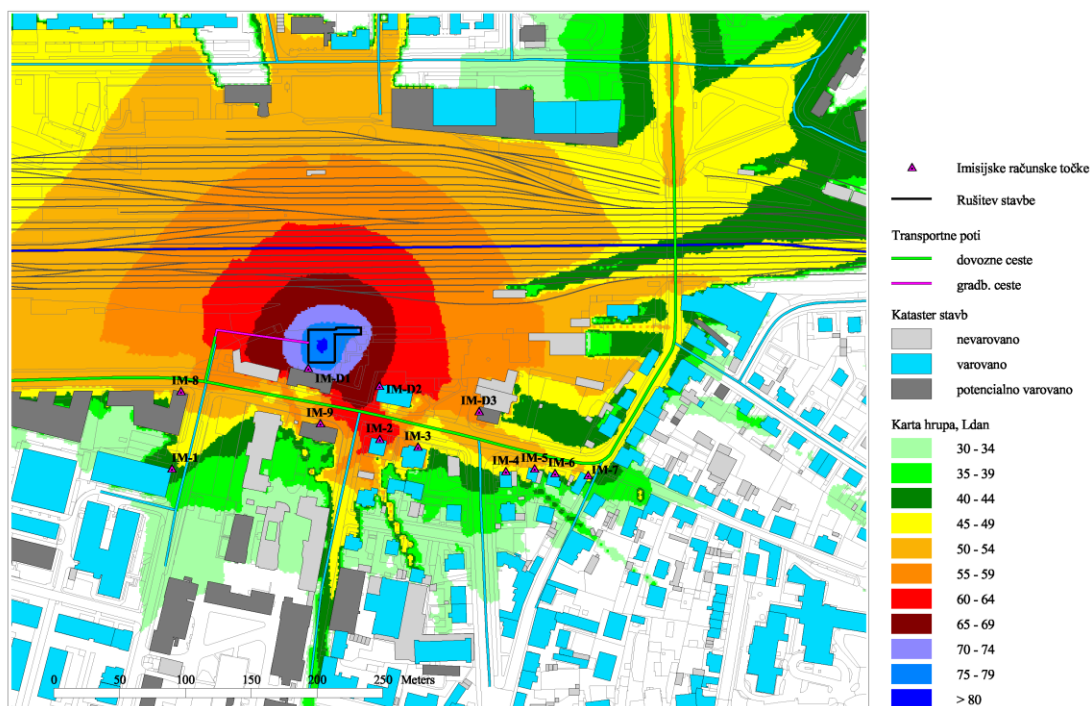 IM-D1
IM-8
IM-D2
IM-9
IM-D3
IM-2
IM-3
IM-1
IM-4
IM-5
IM-6
IM-7
0 50 100 150 200 250 Meters
Imisijske računske točke
Rušitev stavbe
Transportne poti
dovozne ceste
gradb. ceste
Kataster stavb
nevarovano
varovano
potencialno varovano
Karta hrupa, Ldan
30 - 34
35 - 39
40 - 44
45 - 49
50 - 54
55 - 59
60 - 64
65 - 69
70 - 74
75 - 79
> 80